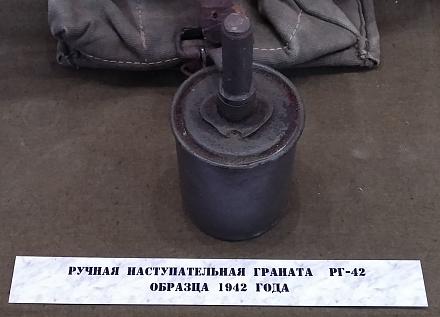 РУЧНАЯ НАСТУПАТЕЛЬНАЯ ГРАНАТА РГ-42
ОБРАЗЦА 1942 ГОДА